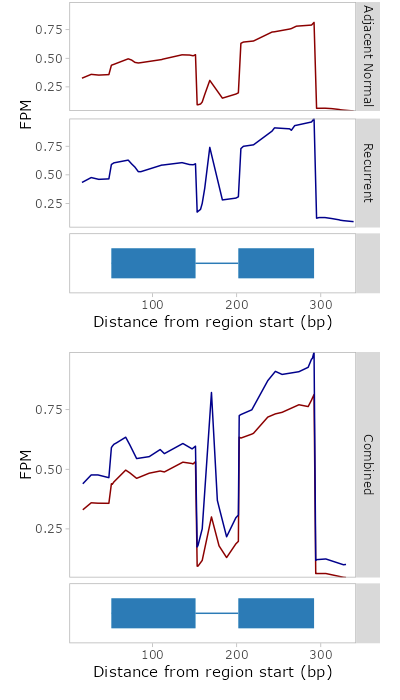 Adjacent Normal
0.75
0.50
0.25
FPM
Recurrent
0.75
0.50
0.25
100
200
300
Distance from region start (bp)
Combined
0.75
0.50
0.25
FPM
100
200
300
Distance from region start (bp)